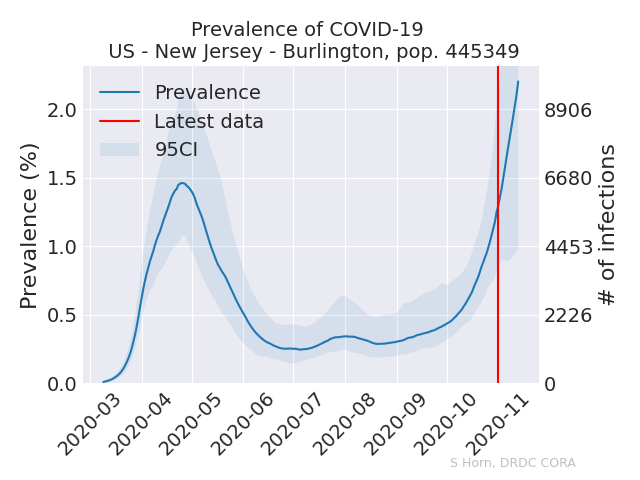 Prevalence of COVID-19
US - New Jersey - Burlington, pop. 445349
Prevalence
Latest data
95CI
Prevalence (%)
2.0
1.5
1.0
0.5
0.0
8906
6680
4453
2226
0
# of infections
2020-03
2020-04
2020-05
2020-06
2020-07
2020-08
2020-09
2020-10
2020-11
S Horn, DRDC CORA